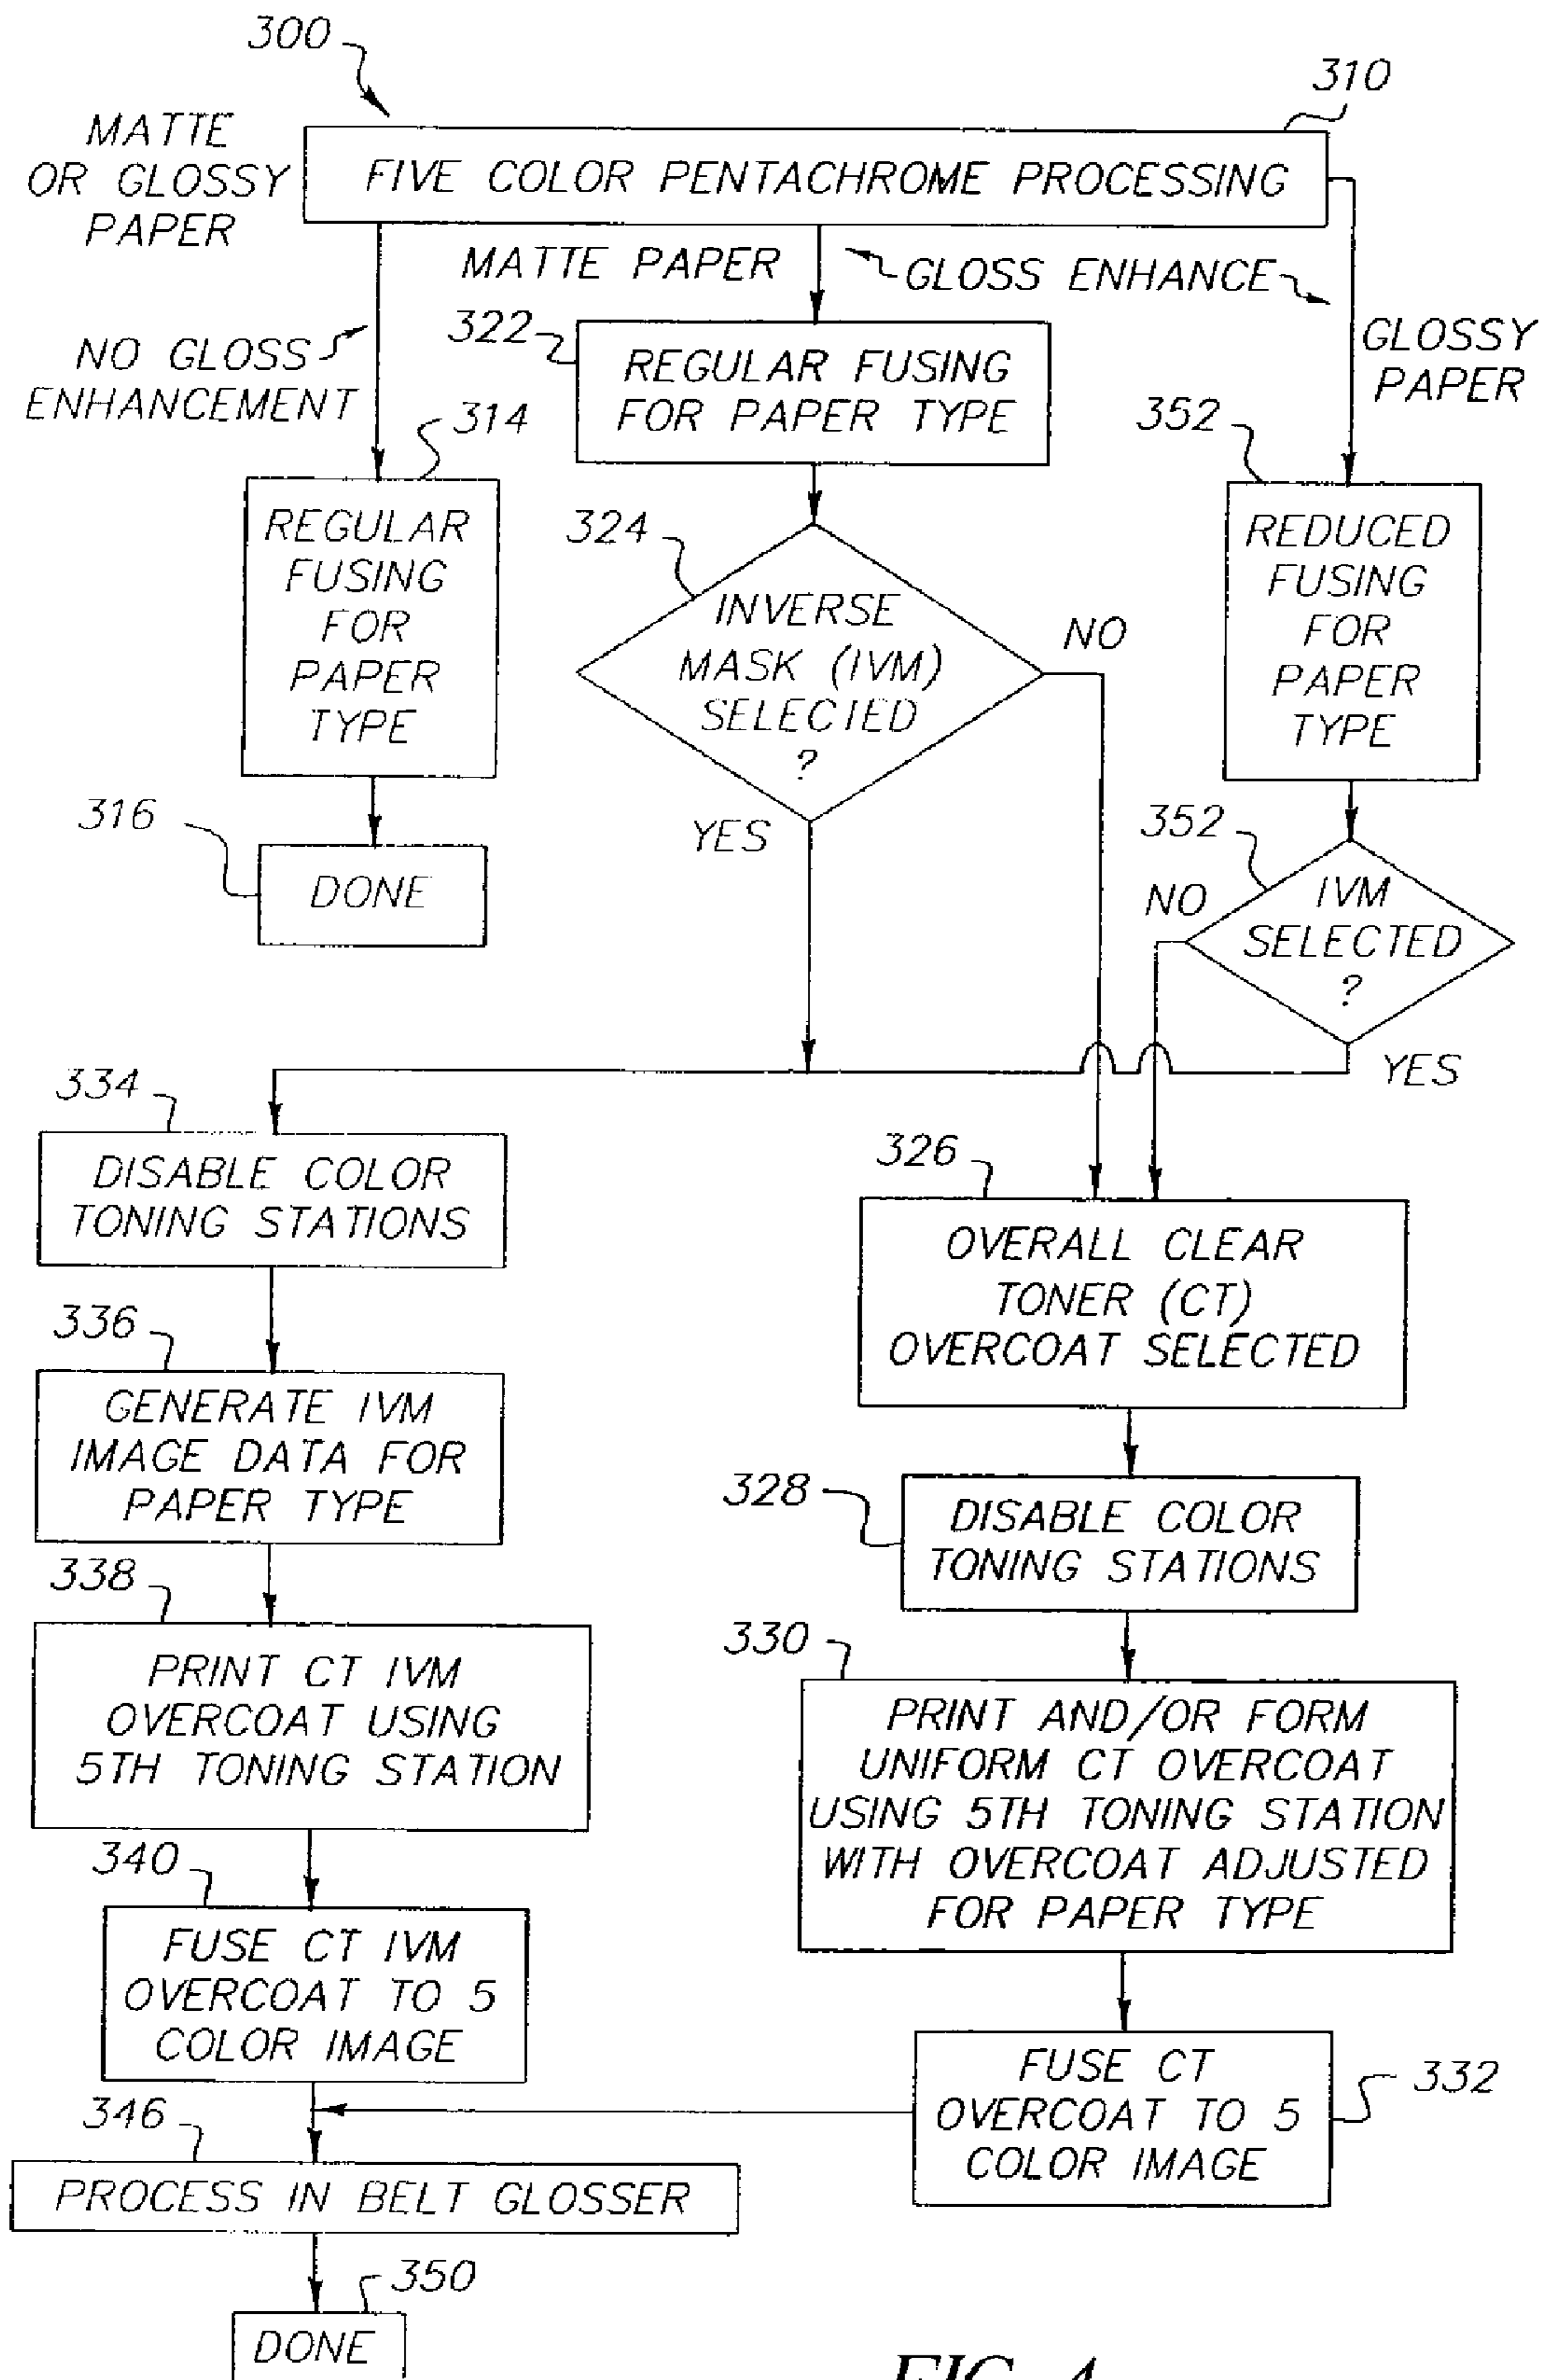 300
310
MATTE
OR GLOSSY
PAPER
FIVE COLOR PENTACHROME PROCESSING
MATTE PAPER
GLOSS ENHANCE
NO GLOSS
ENHANCEMENT
GLOSSY
PAPER
322
REGULAR FUSING
FOR PAPER TYPE
314
REGULAR
FUSING
FOR
PAPER
TYPE
352
REDUCED
FUSING
FOR
PAPER
TYPE
324
INVERSE
MASK (IVM)
SELECIED
?
NO
YES
316
DONE
352
IVM
SELECTED
?
NO
YES
334
DISABLE COLOR
TONING STATIONS
326
OVERALL CLEAR
TONER (CT)
OVERCOAT SELECTED
336
GENERATE IVM
IMAGE DATA FOR
PAPER TYPE
328
DISABLE COLOR
TONING STATIONS
338
PRINT CT IVM
OVERCOAT USING
5TH TONING STATION
330
PRINT AND/OR FORM
UNIFORM CT OVERCOAT
USING 5TH TONING STATION
WITH OVERCOAT ADJUSTED
FOR PAPER TYPE
340
FUSE CT IVM
OVERCOAT TO 5
COLOR IMAGE
332
FUSE CT
OVERCOAT TO 5
COLOR IMAGE
346
PROCESS IN BELT GLOSSER
350
DONE
FIG. 4